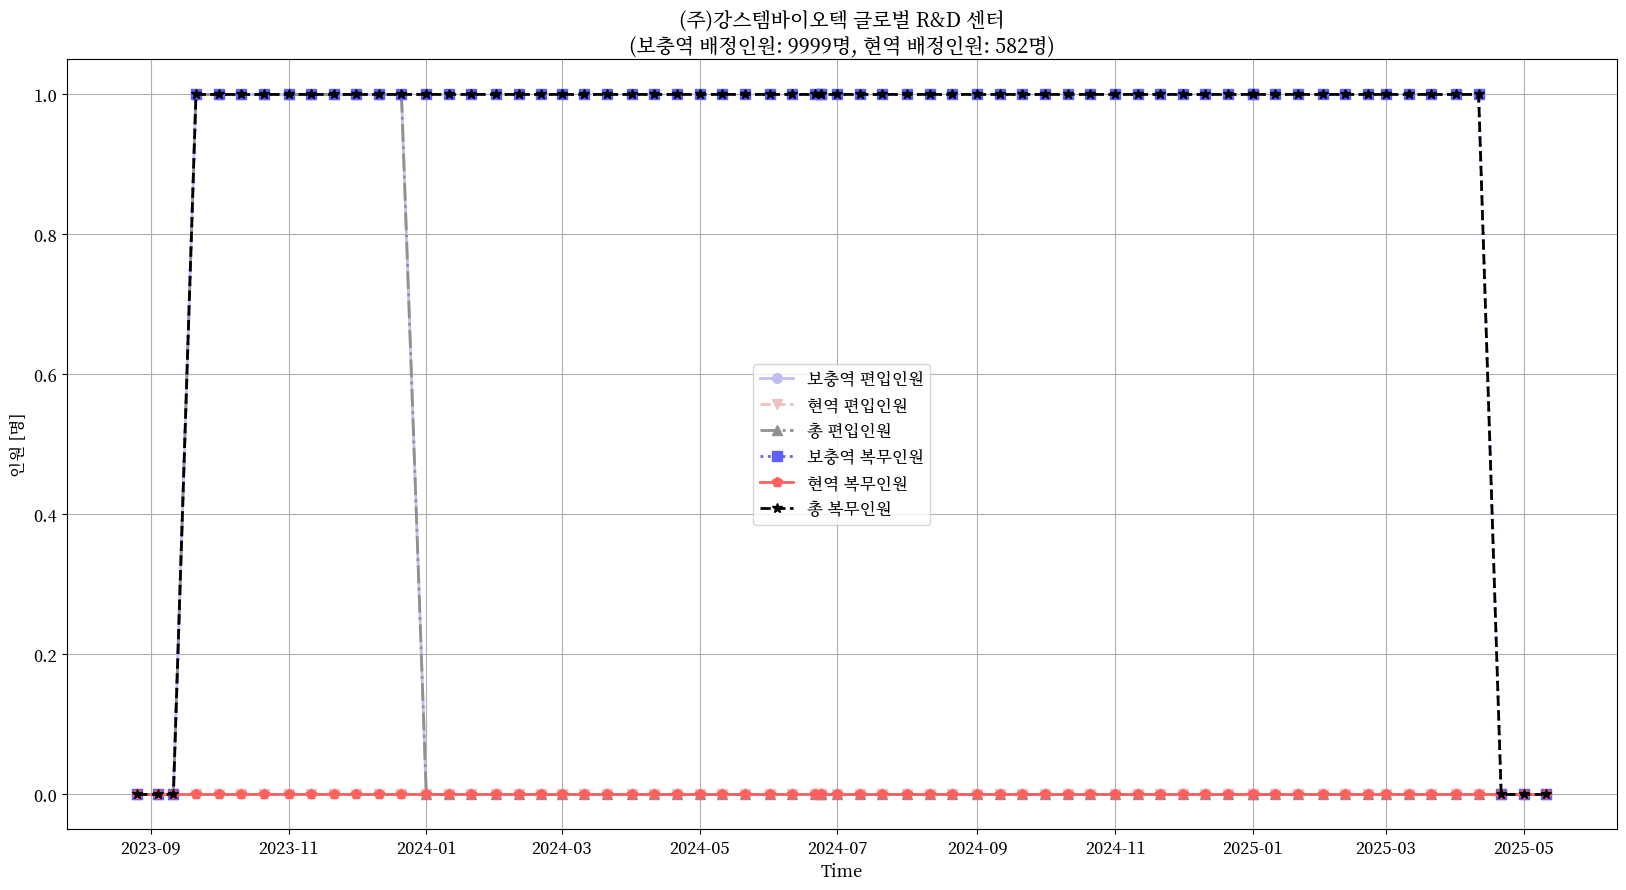 (주)강스템바이오텍 글로벌 R&D 센터
(보충역 배정인원: 9999명, 현역 배정인원: 582명)
인원 [명]
1.0
0.8
0.6
0.4
0.2
0.0
보충역 편입인원
현역 편입인원
총 편입인원
보충역 복무인원
현역 복무인원
총 복무인원
2023-09 2023-11 2024-01 2024-03 2024-05 2024-07 2024-09 2024-11 2025-01 2025-03 2025-05
Time